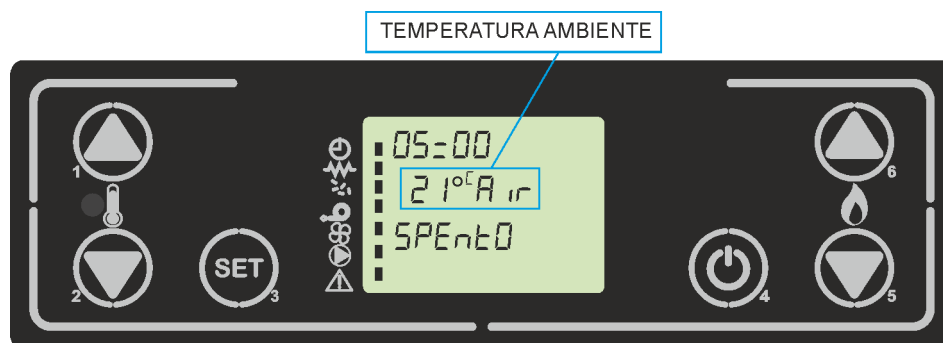 TEMPERATURA AMBIENTE
05:00
21°C Air
SPEntO
1
2
SET
3
4
5
6